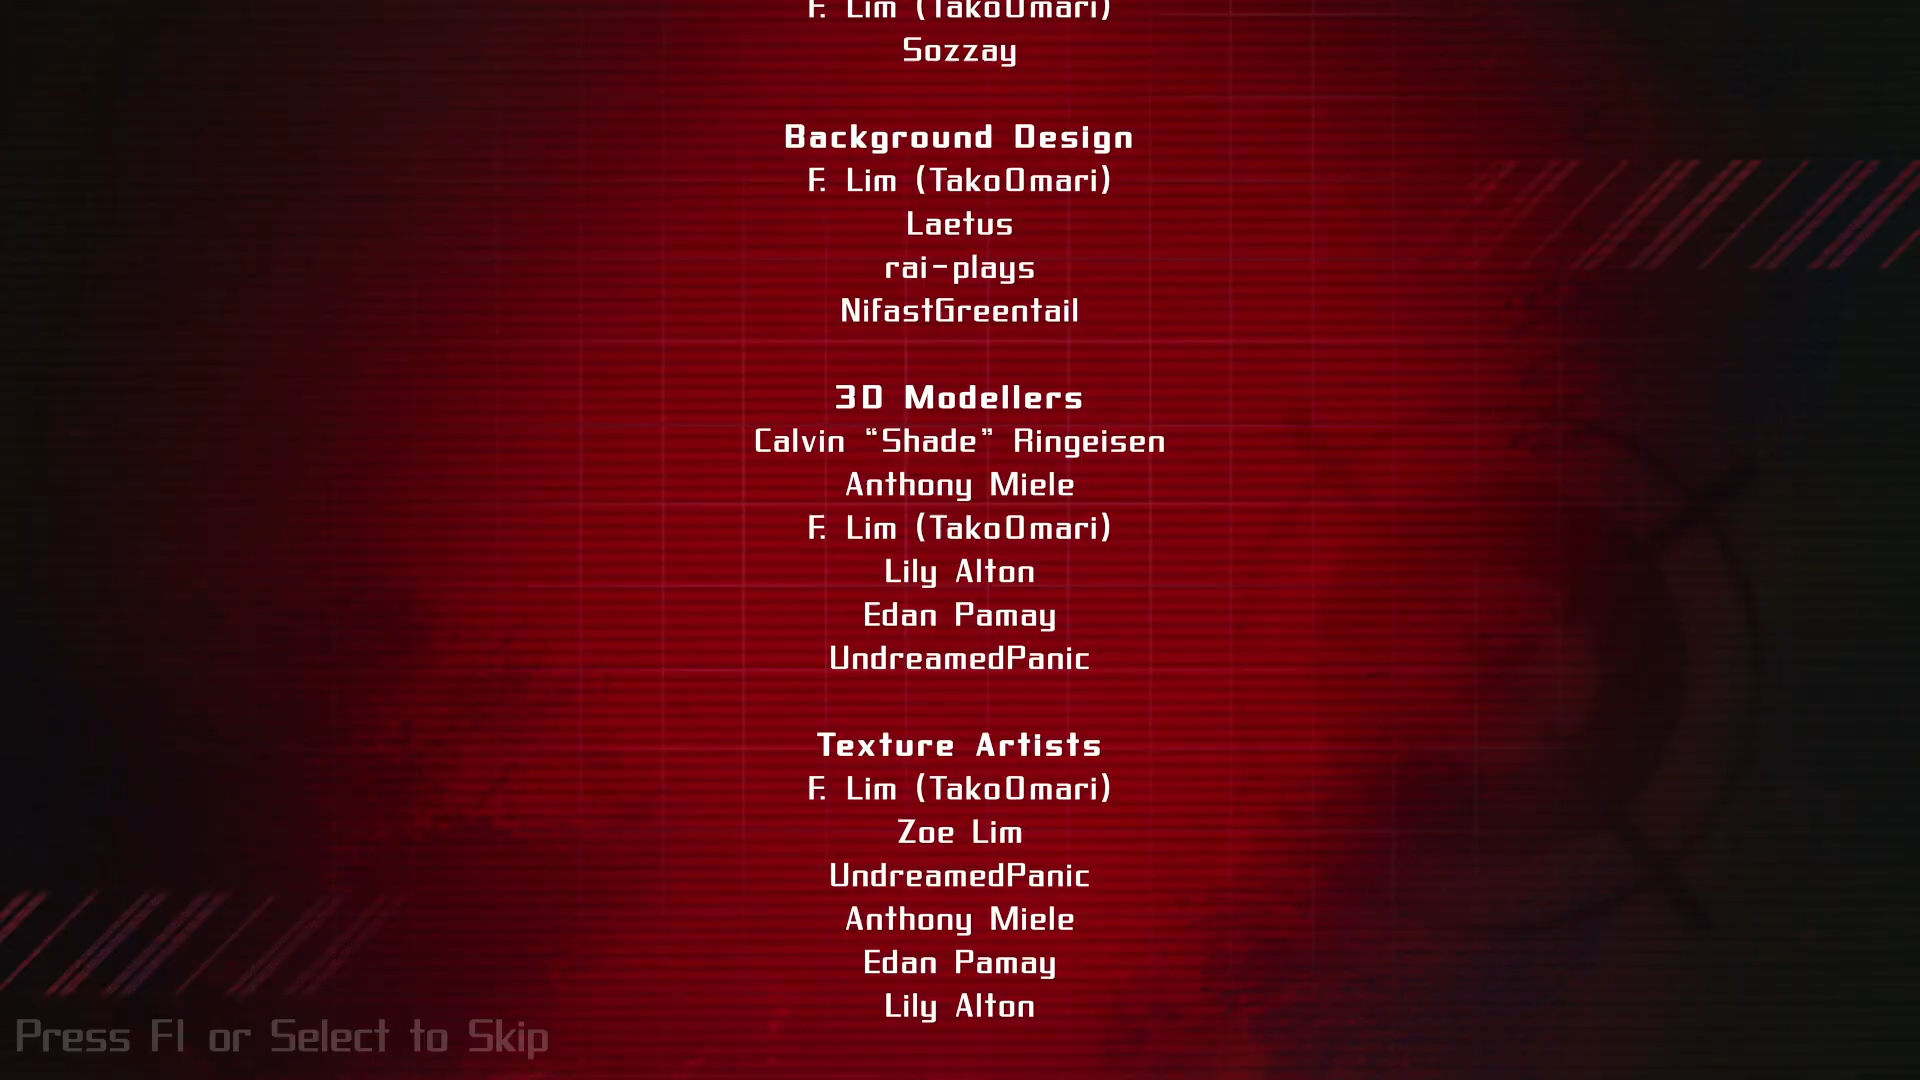 F. Lim (TakoOmari)
Sozzay
Background Design
F. Lim (TakoOmari)
Laetus
rai-plays
NifastGreentail
3D Modellers
Calvin “Shade” Ringeisen
Anthony Miele
F. Lim (TakoOmari)
Lily Alton
Edan Pamay
UndreamedPanic
Texture Artists
F. Lim (TakoOmari)
Zoe Lim
UndreamedPanic
Anthony Miele
Edan Pamay
Lily Alton
Press F1 or Select to Skip